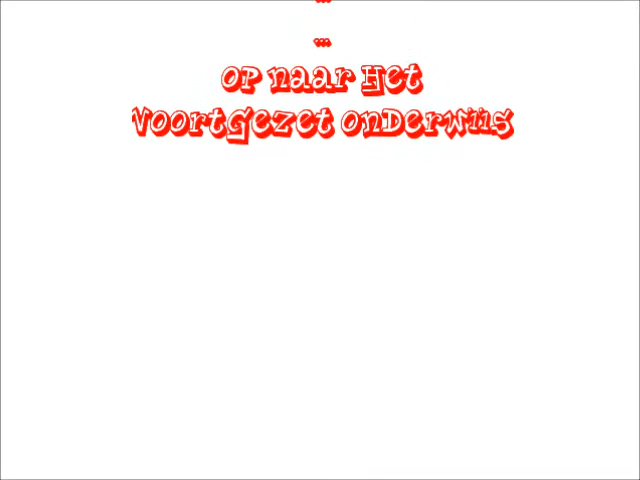 ...
...
op naar het
voortgezet onderwijs